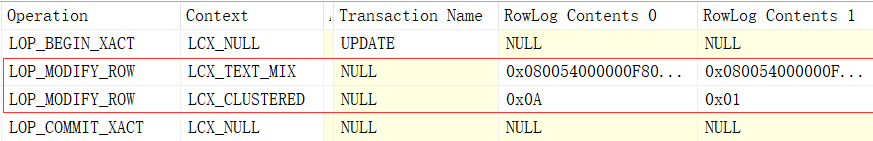 Operation Context Transaction Name RowLog Contents 0 RowLog Contents 1
LOP_BEGIN_XACT LCX_NULL UPDATE NULL NULL
LOP_MODIFY_ROW LCX_TEXT_MIX NULL 0x080054000000F80... 0x080054000000F...
LOP_MODIFY_ROW LCX_CLUSTERED NULL 0x0A 0x01
LOP_COMMIT_XACT LCX_NULL NULL NULL NULL